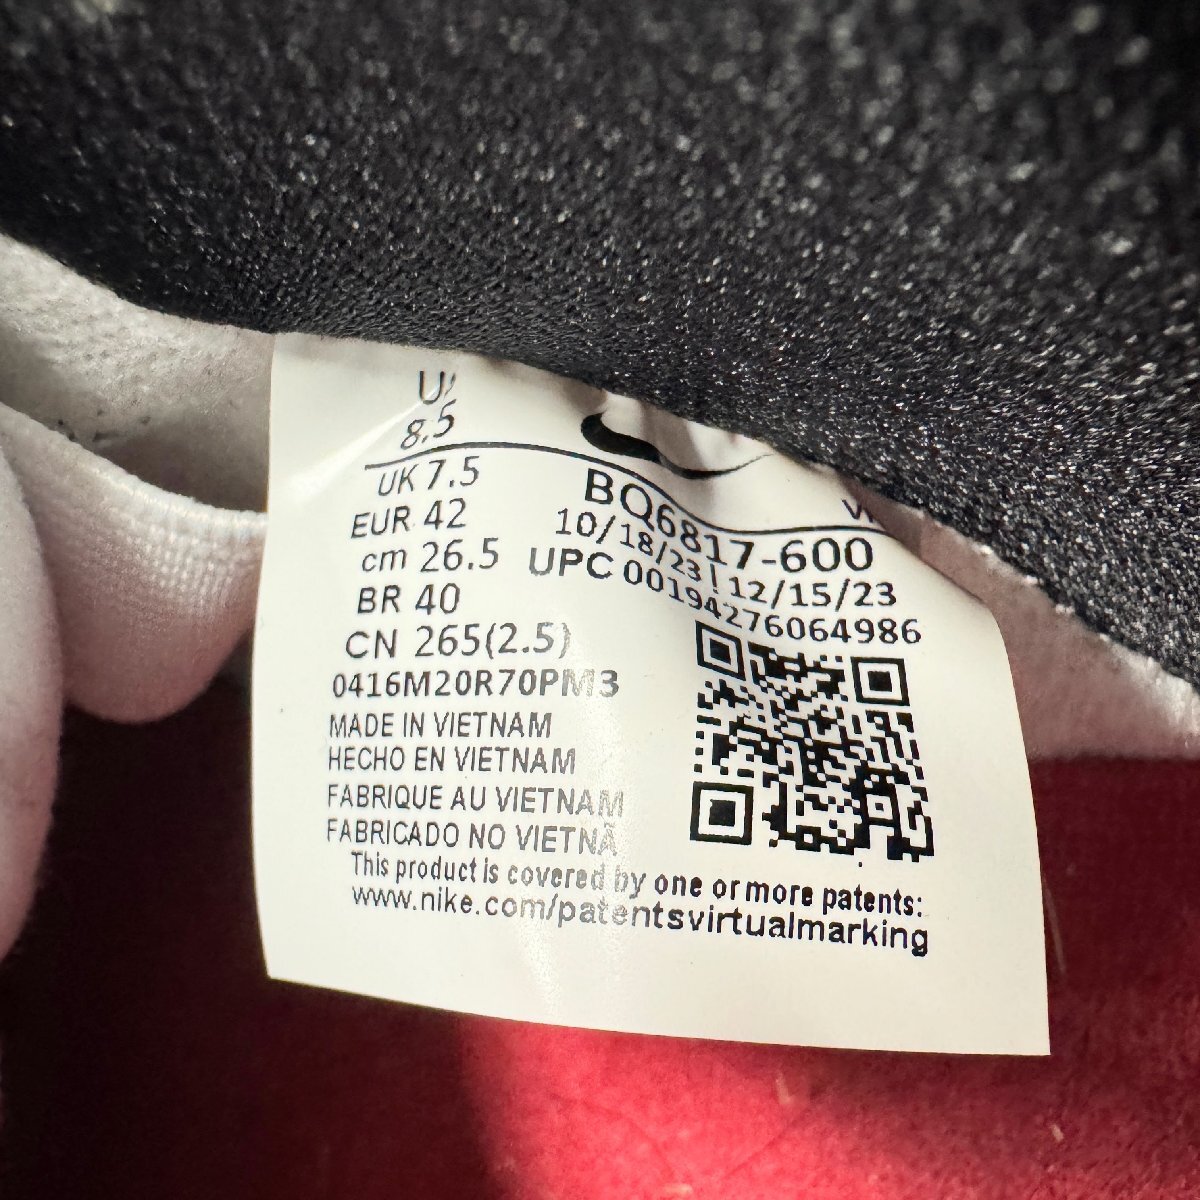 8.5
UK 7.5
EUR 42
cm 26.5
BR 40
CN 265(2.5)
0416M20R70PM3
MADE IN VIETNAM
HECHO EN VIETNAM
FABRIQUE AU VIETNAM
FABRICADO NO VIETNÃ
BQ6817-600
10/18/23 | 12/15/23
UPC 00194276064986
This product is covered by one or more patents:
www.nike.com/patentsvirtualmarking